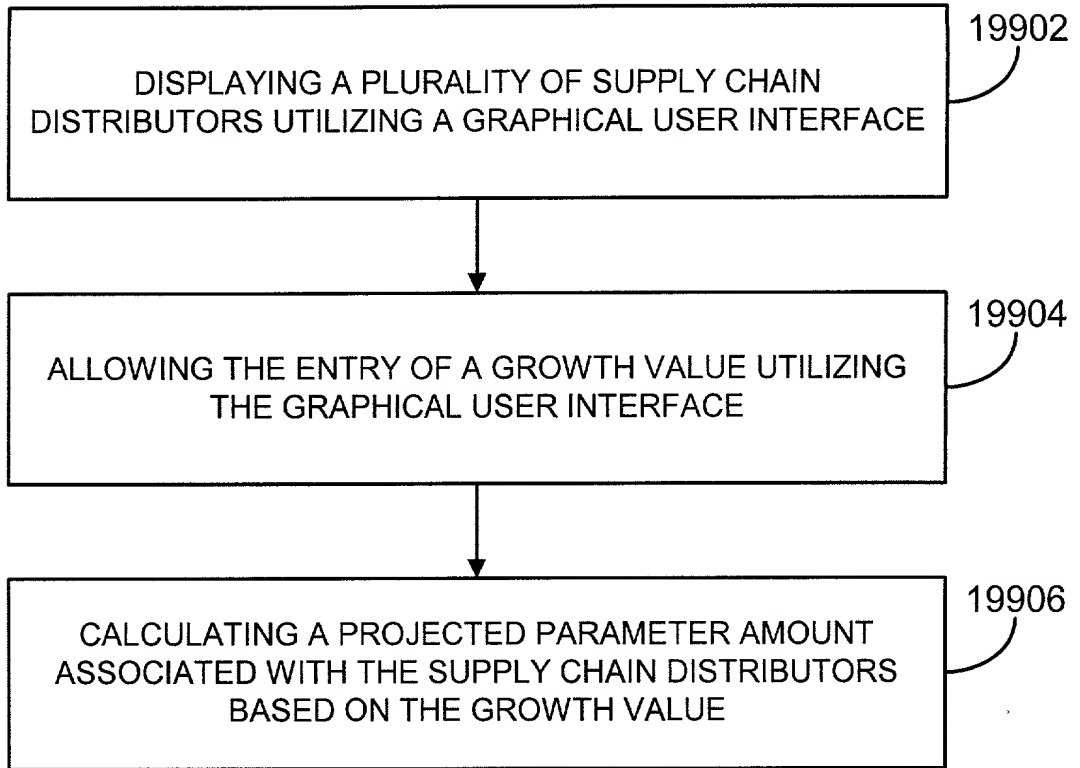 19902
DISPLAYING A PLURALITY OF SUPPLY CHAIN
DISTRIBUTORS UTILIZING A GRAPHICAL USER INTERFACE
19904
ALLOWING THE ENTRY OF A GROWTH VALUE UTILIZING
THE GRAPHICAL USER INTERFACE
19906
CALCULATING A PROJECTED PARAMETER AMOUNT
ASSOCIATED WITH THE SUPPLY CHAIN DISTRIBUTORS
BASED ON THE GROWTH VALUE